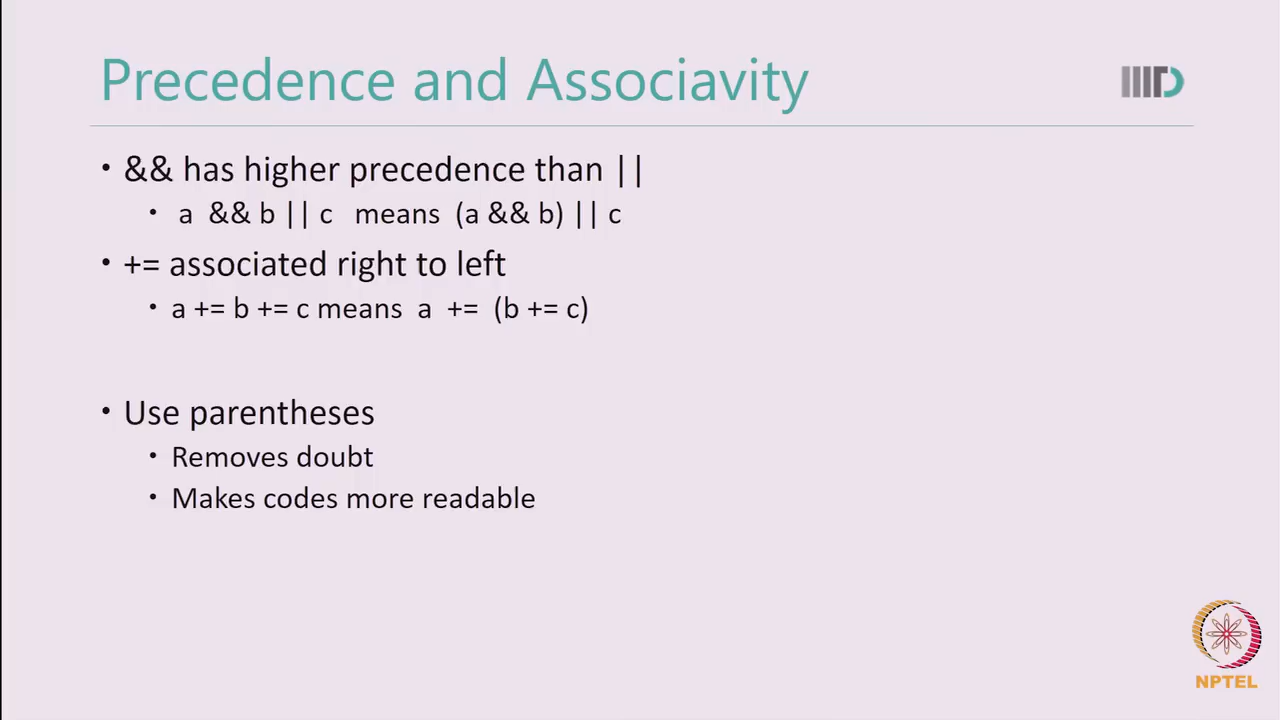 Precedence and Associavity
IIITD
• && has higher precedence than ||
• a && b || c means (a && b) || c
• += associated right to left
• a += b += c means a += (b += c)
• Use parentheses
• Removes doubt
• Makes codes more readable
NPTEL